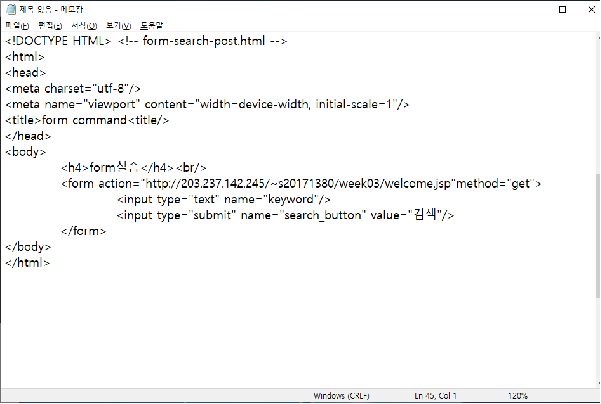 제목 없음 - 메모장
파일(F) 편집(E) 서식(O) 보기(V) 도움말
<!DOCTYPE HTML> <!-- form-search-post.html -->
<html>
<head>
<meta charset="utf-8"/>
<meta name="viewport" content="width=device-width, initial-scale=1"/>
<title>form command<title/>
</head>
<body>
<h4>form실습</h4><br/>
<form action="http://203.237.142.245/~s20171380/week03/welcome.jsp"method="get">
<input type="text" name="keyword"/>
<input type="submit" name="search_button" value="검색"/>
</form>
</body>
</html>
Windows (CRLF) Ln 45, Col 1 120%